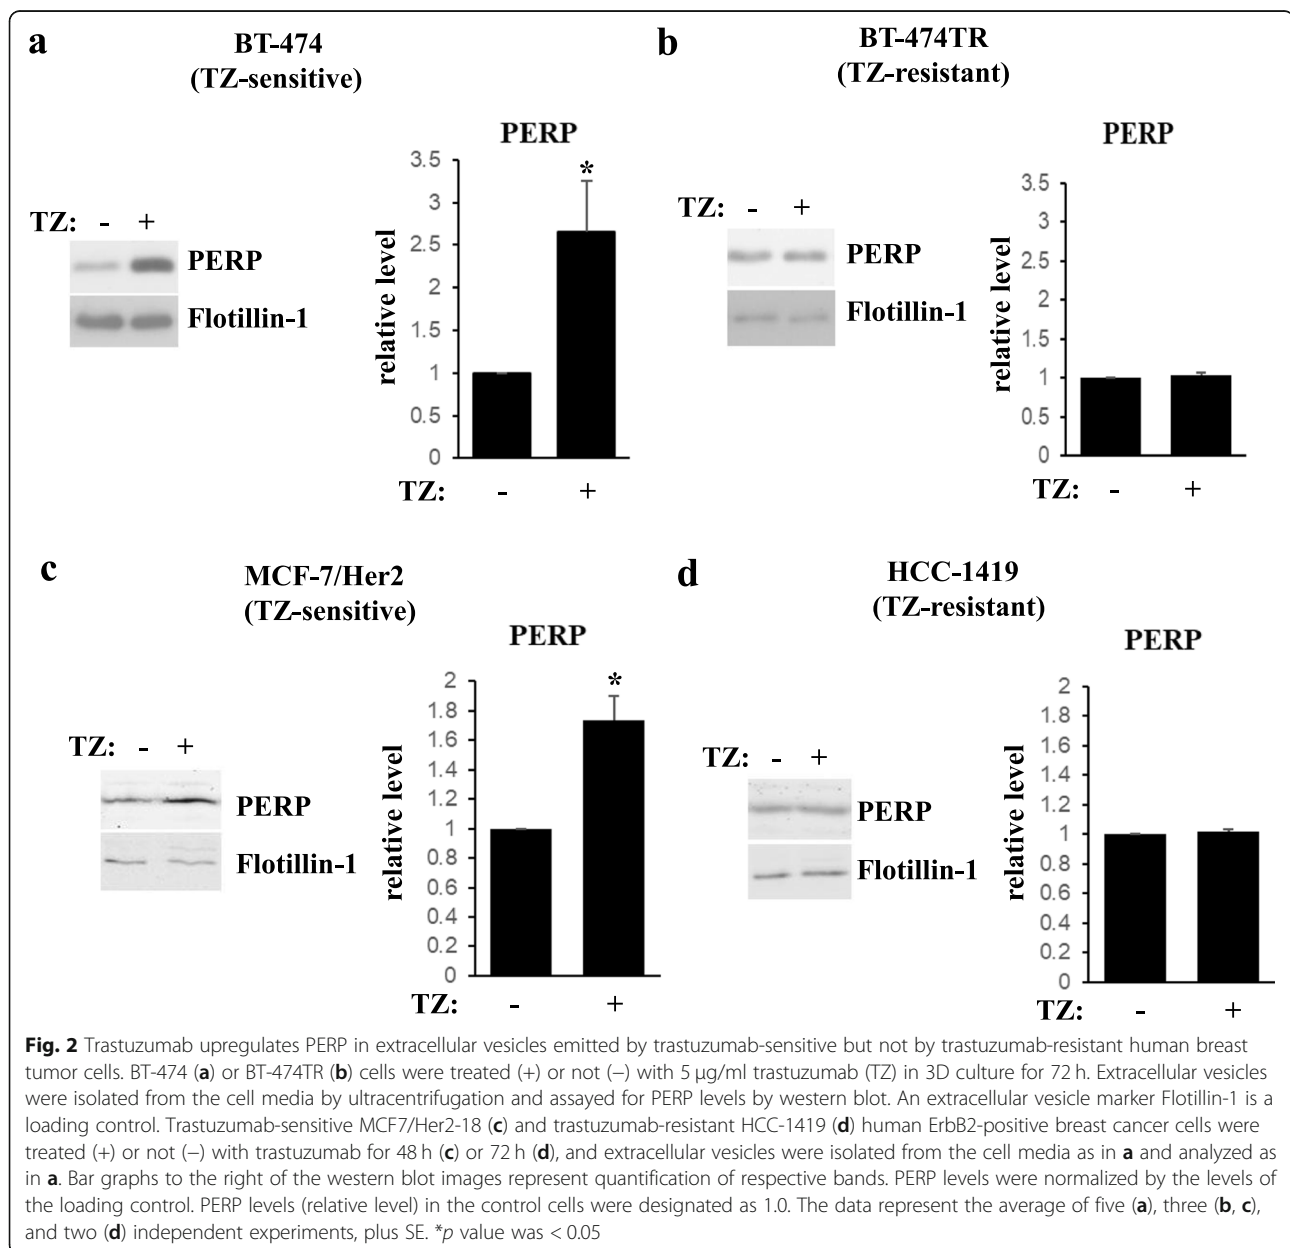 a
BT-474
(TZ-sensitive)
PERP
TZ: - +
PERP
Flotillin-1
relative level
3.5
3
2.5
2
1.5
1
0.5
0
*
TZ: - +
b
BT-474TR
(TZ-resistant)
PERP
TZ: - +
PERP
Flotillin-1
relative level
3.5
3
2.5
2
1.5
1
0.5
0
TZ: - +
c
MCF-7/Her2
(TZ-sensitive)
PERP
TZ: - +
PERP
Flotillin-1
relative level
2
1.8
1.6
1.4
1.2
1
0.8
0.6
0.4
0.2
0
*
TZ: - +
d
HCC-1419
(TZ-resistant)
PERP
TZ: - +
PERP
Flotillin-1
relative level
2
1.8
1.6
1.4
1.2
1
0.8
0.6
0.4
0.2
0
TZ: - +
Fig. 2 Trastuzumab upregulates PERP in extracellular vesicles emitted by trastuzumab-sensitive but not by trastuzumab-resistant human breast
tumor cells. BT-474 (a) or BT-474TR (b) cells were treated (+) or not (−) with 5 μg/ml trastuzumab (TZ) in 3D culture for 72 h. Extracellular vesicles
were isolated from the cell media by ultracentrifugation and assayed for PERP levels by western blot. An extracellular vesicle marker Flotillin-1 is a
loading control. Trastuzumab-sensitive MCF7/Her2-18 (c) and trastuzumab-resistant HCC-1419 (d) human ErbB2-positive breast cancer cells were
treated (+) or not (−) with trastuzumab for 48 h (c) or 72 h (d), and extracellular vesicles were isolated from the cell media as in a and analyzed as
in a. Bar graphs to the right of the western blot images represent quantification of respective bands. PERP levels were normalized by the levels of
the loading control. PERP levels (relative level) in the control cells were designated as 1.0. The data represent the average of five (a), three (b, c),
and two (d) independent experiments, plus SE. *p value was < 0.05